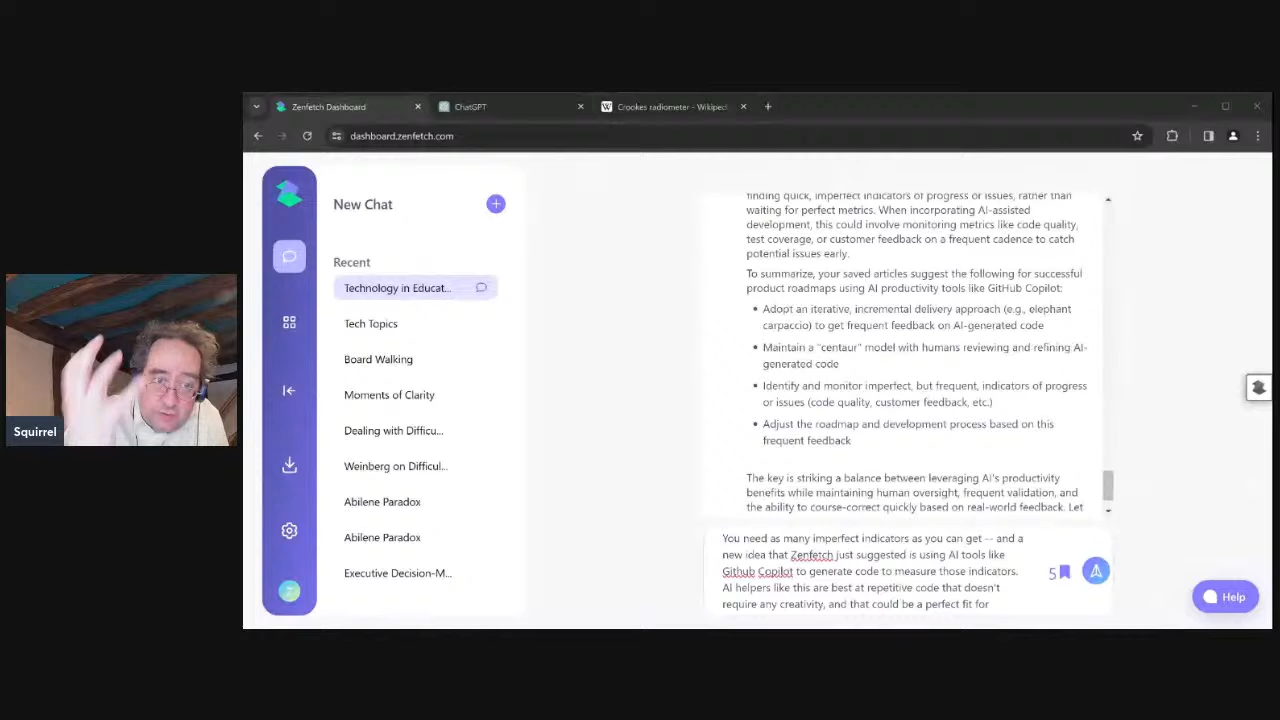 Zenfetch Dashboard
ChatGPT
Crookes radiometer - Wikiped
dashboard.zenfetch.com
New Chat
Recent
Technology in Educat...
Tech Topics
Board Walking
Moments of Clarity
Dealing with Difficu...
Weinberg on Difficul...
Abilene Paradox
Abilene Paradox
Executive Decision-M...
finding quick, imperfect indicators of progress or issues, rather than
waiting for perfect metrics. When incorporating AI-assisted
development, this could involve monitoring metrics like code quality,
test coverage, or customer feedback on a frequent cadence to catch
potential issues early.
To summarize, your saved articles suggest the following for successful
product roadmaps using AI productivity tools like GitHub Copilot:
• Adopt an iterative, incremental delivery approach (e.g., elephant
carpaccio) to get frequent feedback on AI-generated code
• Maintain a "centaur" model with humans reviewing and refining AI-
generated code
• Identify and monitor imperfect, but frequent, indicators of progress
or issues (code quality, customer feedback, etc.)
• Adjust the roadmap and development process based on this
frequent feedback
The key is striking a balance between leveraging AI's productivity
benefits while maintaining human oversight, frequent validation, and
the ability to course-correct quickly based on real-world feedback. Let
You need as many imperfect indicators as you can get -- and a
new idea that Zenfetch just suggested is using AI tools like
Github Copilot to generate code to measure those indicators.
AI helpers like this are best at repetitive code that doesn't
require any creativity, and that could be a perfect fit for
5
Help
Squirrel